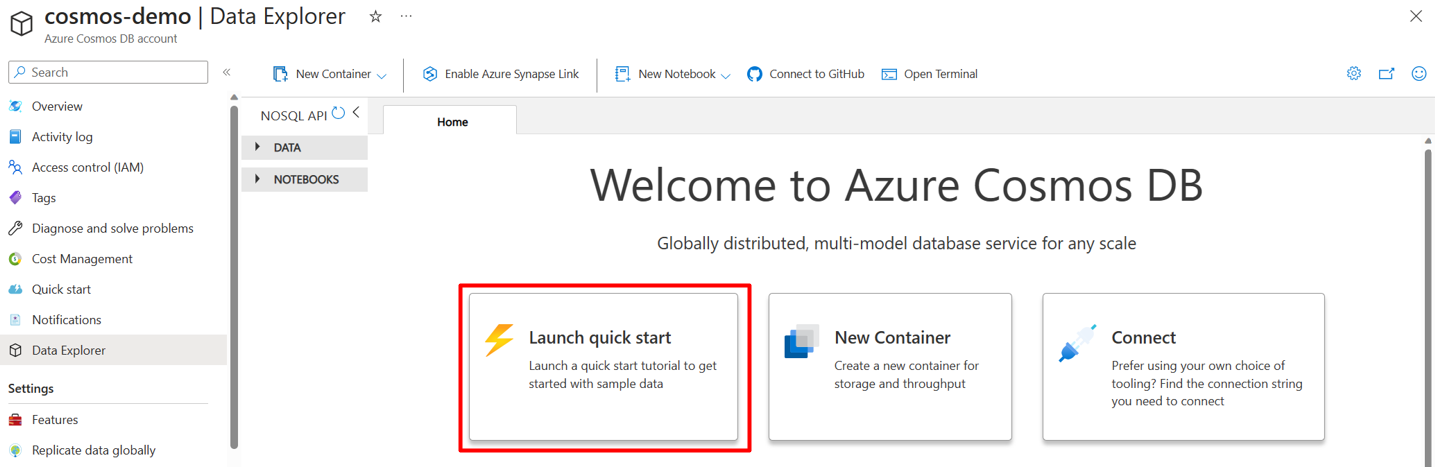 cosmos-demo | Data Explorer
Azure Cosmos DB account
Search
Overview
Activity log
Access control (IAM)
Tags
Diagnose and solve problems
Cost Management
Quick start
Notifications
Data Explorer
Settings
Features
Replicate data globally
New Container
Enable Azure Synapse Link
New Notebook
Connect to GitHub
Open Terminal
NOSQL API
DATA
NOTEBOOKS
Home
Welcome to Azure Cosmos DB
Globally distributed, multi-model database service for any scale
Launch quick start
Launch a quick start tutorial to get
started with sample data
New Container
Create a new container for
storage and throughput
Connect
Prefer using your own choice of
tooling? Find the connection string
you need to connect